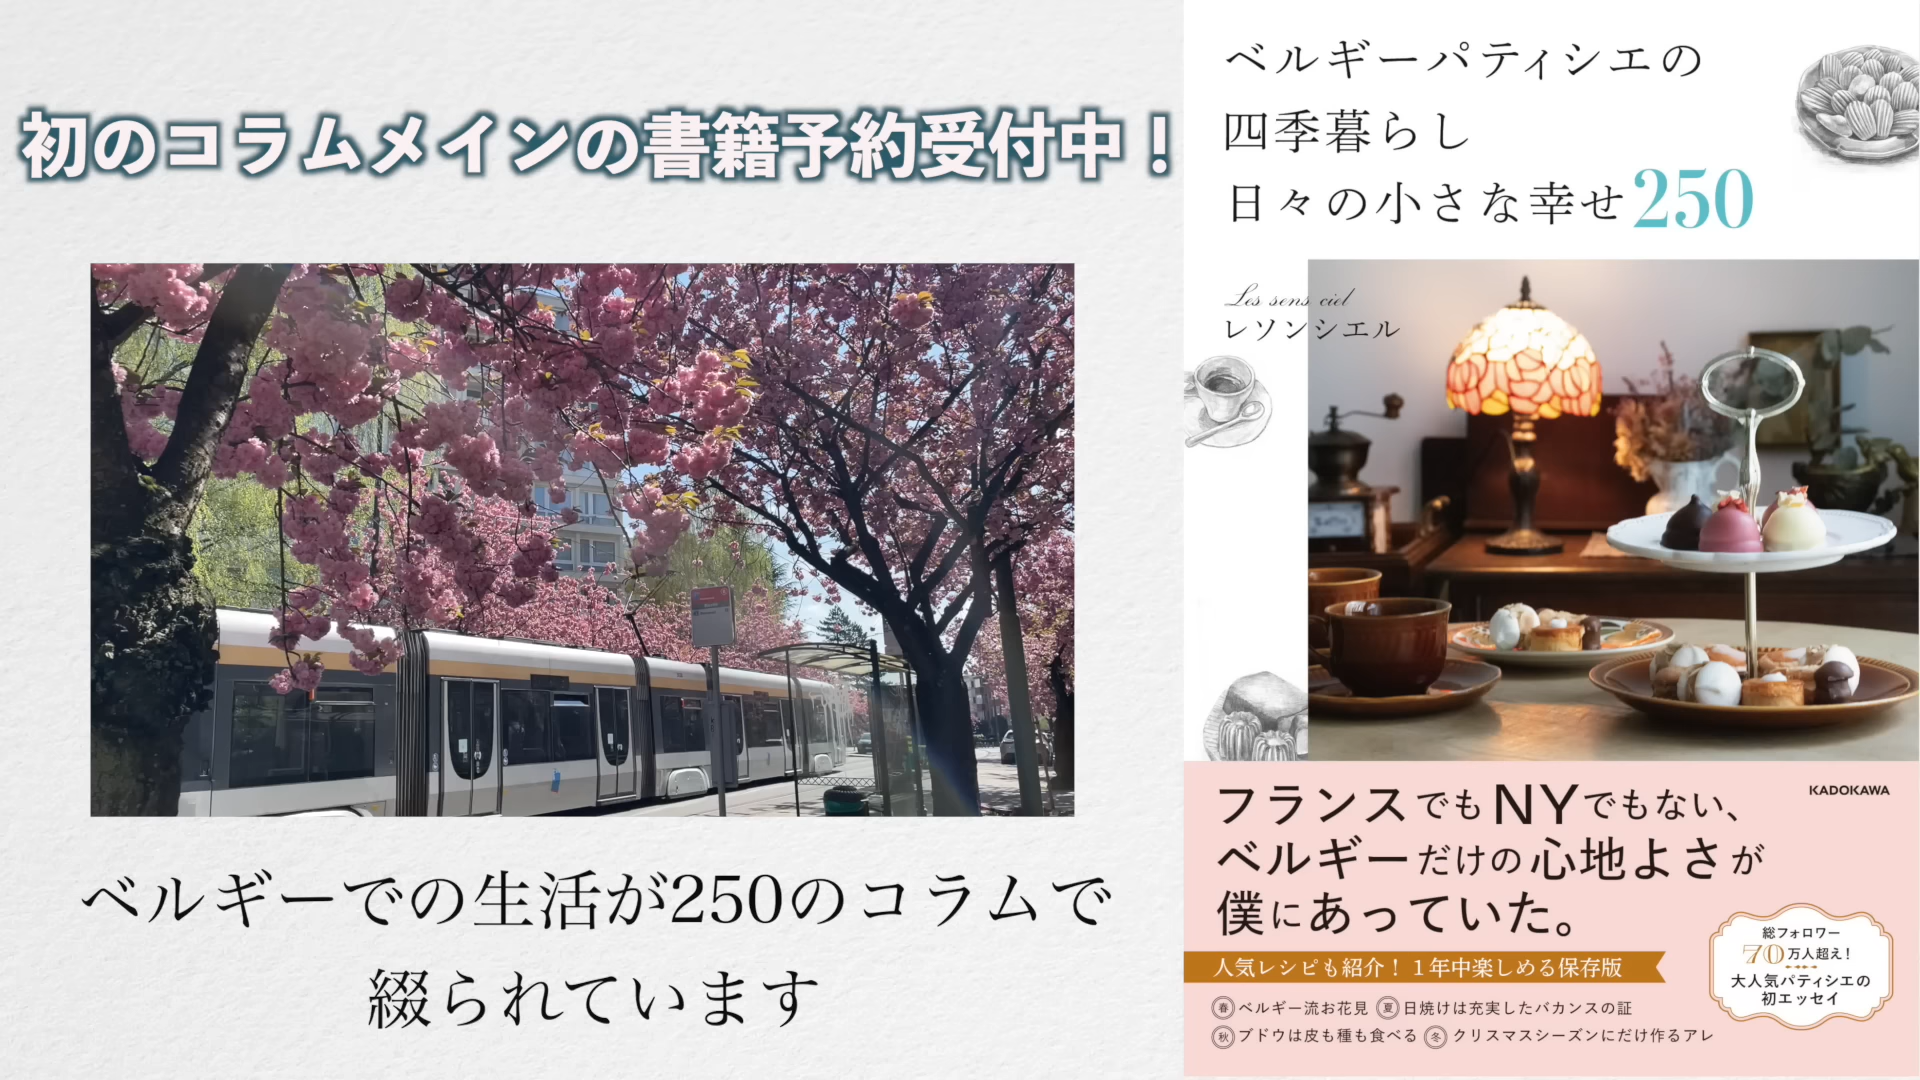 初のコラムメインの書籍予約受付中！
ベルギーでの生活が250のコラムで
綴られています
ベルギーパティシエの
四季暮らし
日々の小さな幸せ250
Les sens ciel
レソンシエル
KADOKAWA
フランスでもNYでもない、
ベルギーだけの心地よさが
僕にあっていた。
人気レシピも紹介！１年中楽しめる保存版
春 ベルギー流お花見 夏 日焼けは充実したバカンスの証
秋 ブドウは皮も種も食べる 冬 クリスマスシーズンにだけ作るアレ
総フォロワー
70万人超え！
大人気パティシエの
初エッセイ